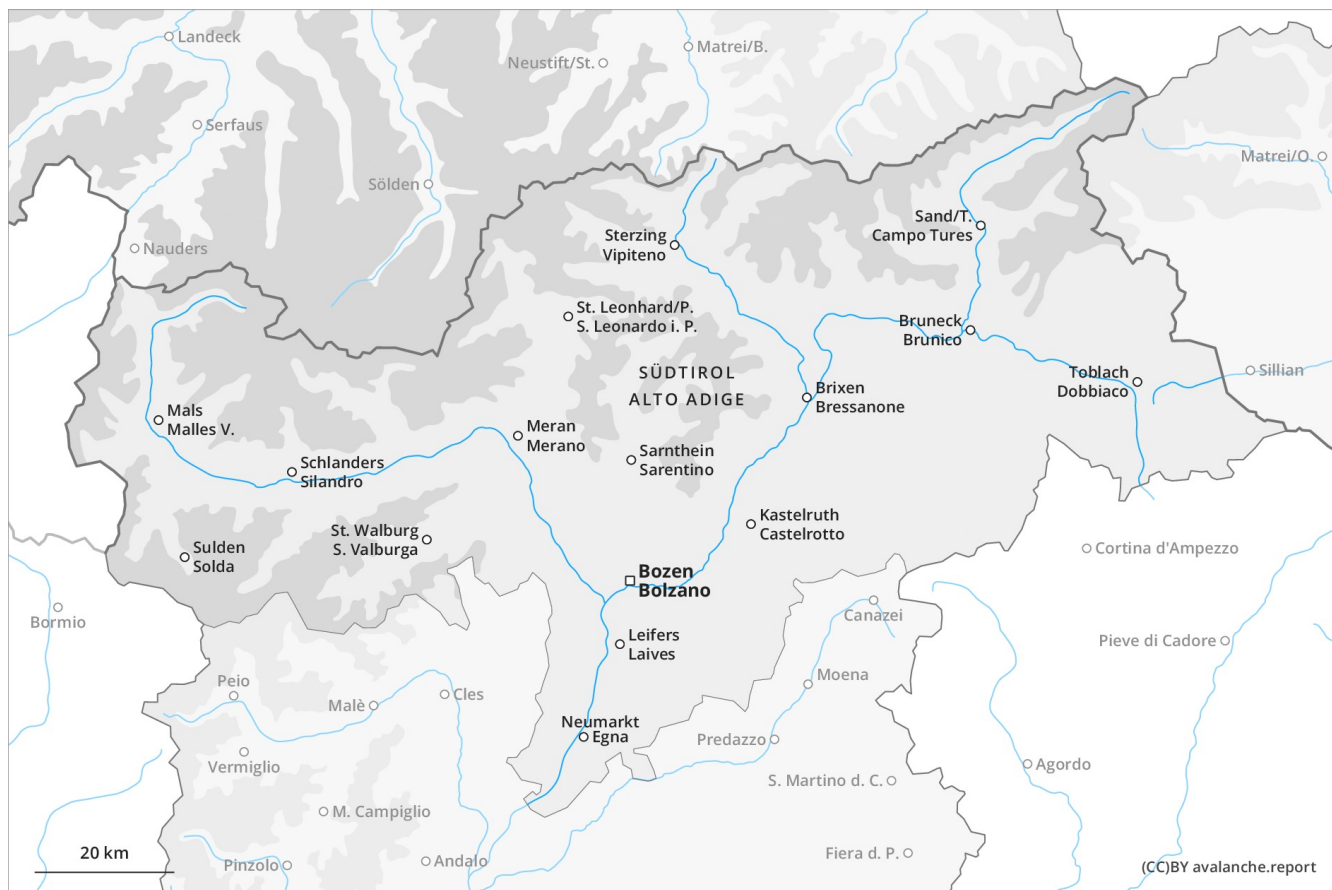 Landeck
Matrei/B.
Neustift/St.
Serfaus
Matrei/O.
Sölden
Sand/T.
Campo Tures
Nauders
Sterzing
Vipiteno
St. Leonhard/P.
S. Leonardo i. P.
Bruneck
Brunico
SÜDTIROL
ALTO ADIGE
Toblach
Dobbiaco
Sillian
Brixen
Bressanone
Mals
Malles V.
Meran
Merano
Schlanders
Silandro
Sarnthein
Sarentino
Kastelruth
Castelrotto
St. Walburg
S. Valburga
Sulden
Solda
Cortina d'Ampezzo
Bozen
Bolzano
Bormio
Canazei
Leifers
Laives
Pieve di Cadore
Peio
Malè
Cles
Moena
Neumarkt
Egna
Predazzo
Vermiglio
Agordo
S. Martino d. C.
M. Campiglio
20 km
Pinzolo
Andalo
Fiera d. P.
(CC)BY avalanche.report